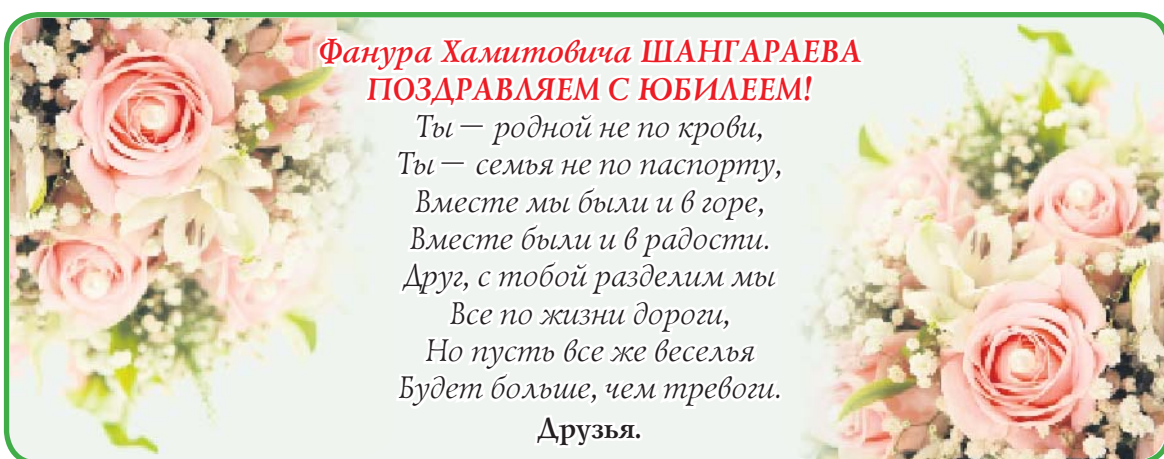 Фанура Хамитовича ШАНГАРАЕВА
ПОЗДРАВЛЯЕМ С ЮБИЛЕЕМ!
Ты — родной не по крови,
Ты — семья не по паспорту,
Вместе мы были и в горе,
Вместе были и в радости.
Друг, с тобой разделим мы
Все по жизни дороги,
Но пусть все же веселья
Будет больше, чем тревоги.
Друзья.